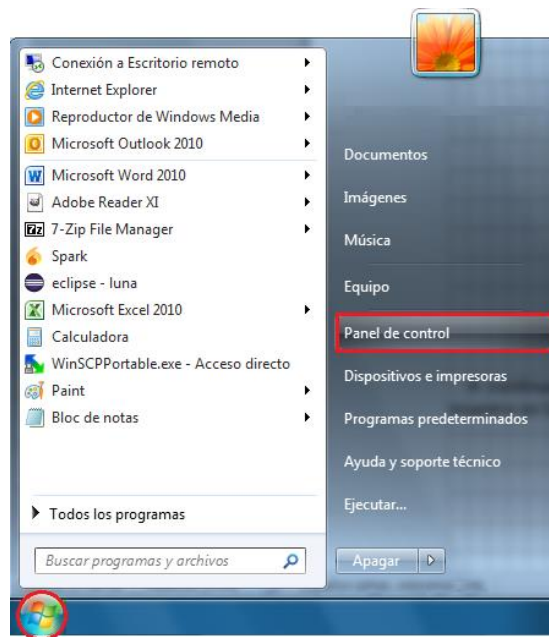 Conexión a Escritorio remoto
Internet Explorer
Reproductor de Windows Media
Microsoft Outlook 2010
Microsoft Word 2010
Adobe Reader XI
7-Zip File Manager
Spark
eclipse - luna
Microsoft Excel 2010
Calculadora
WinSCPPortable.exe - Acceso directo
Paint
Bloc de notas
Todos los programas
Buscar programas y archivos
Documentos
Imágenes
Música
Equipo
Panel de control
Dispositivos e impresoras
Programas predeterminados
Ayuda y soporte técnico
Ejecutar...
Apagar